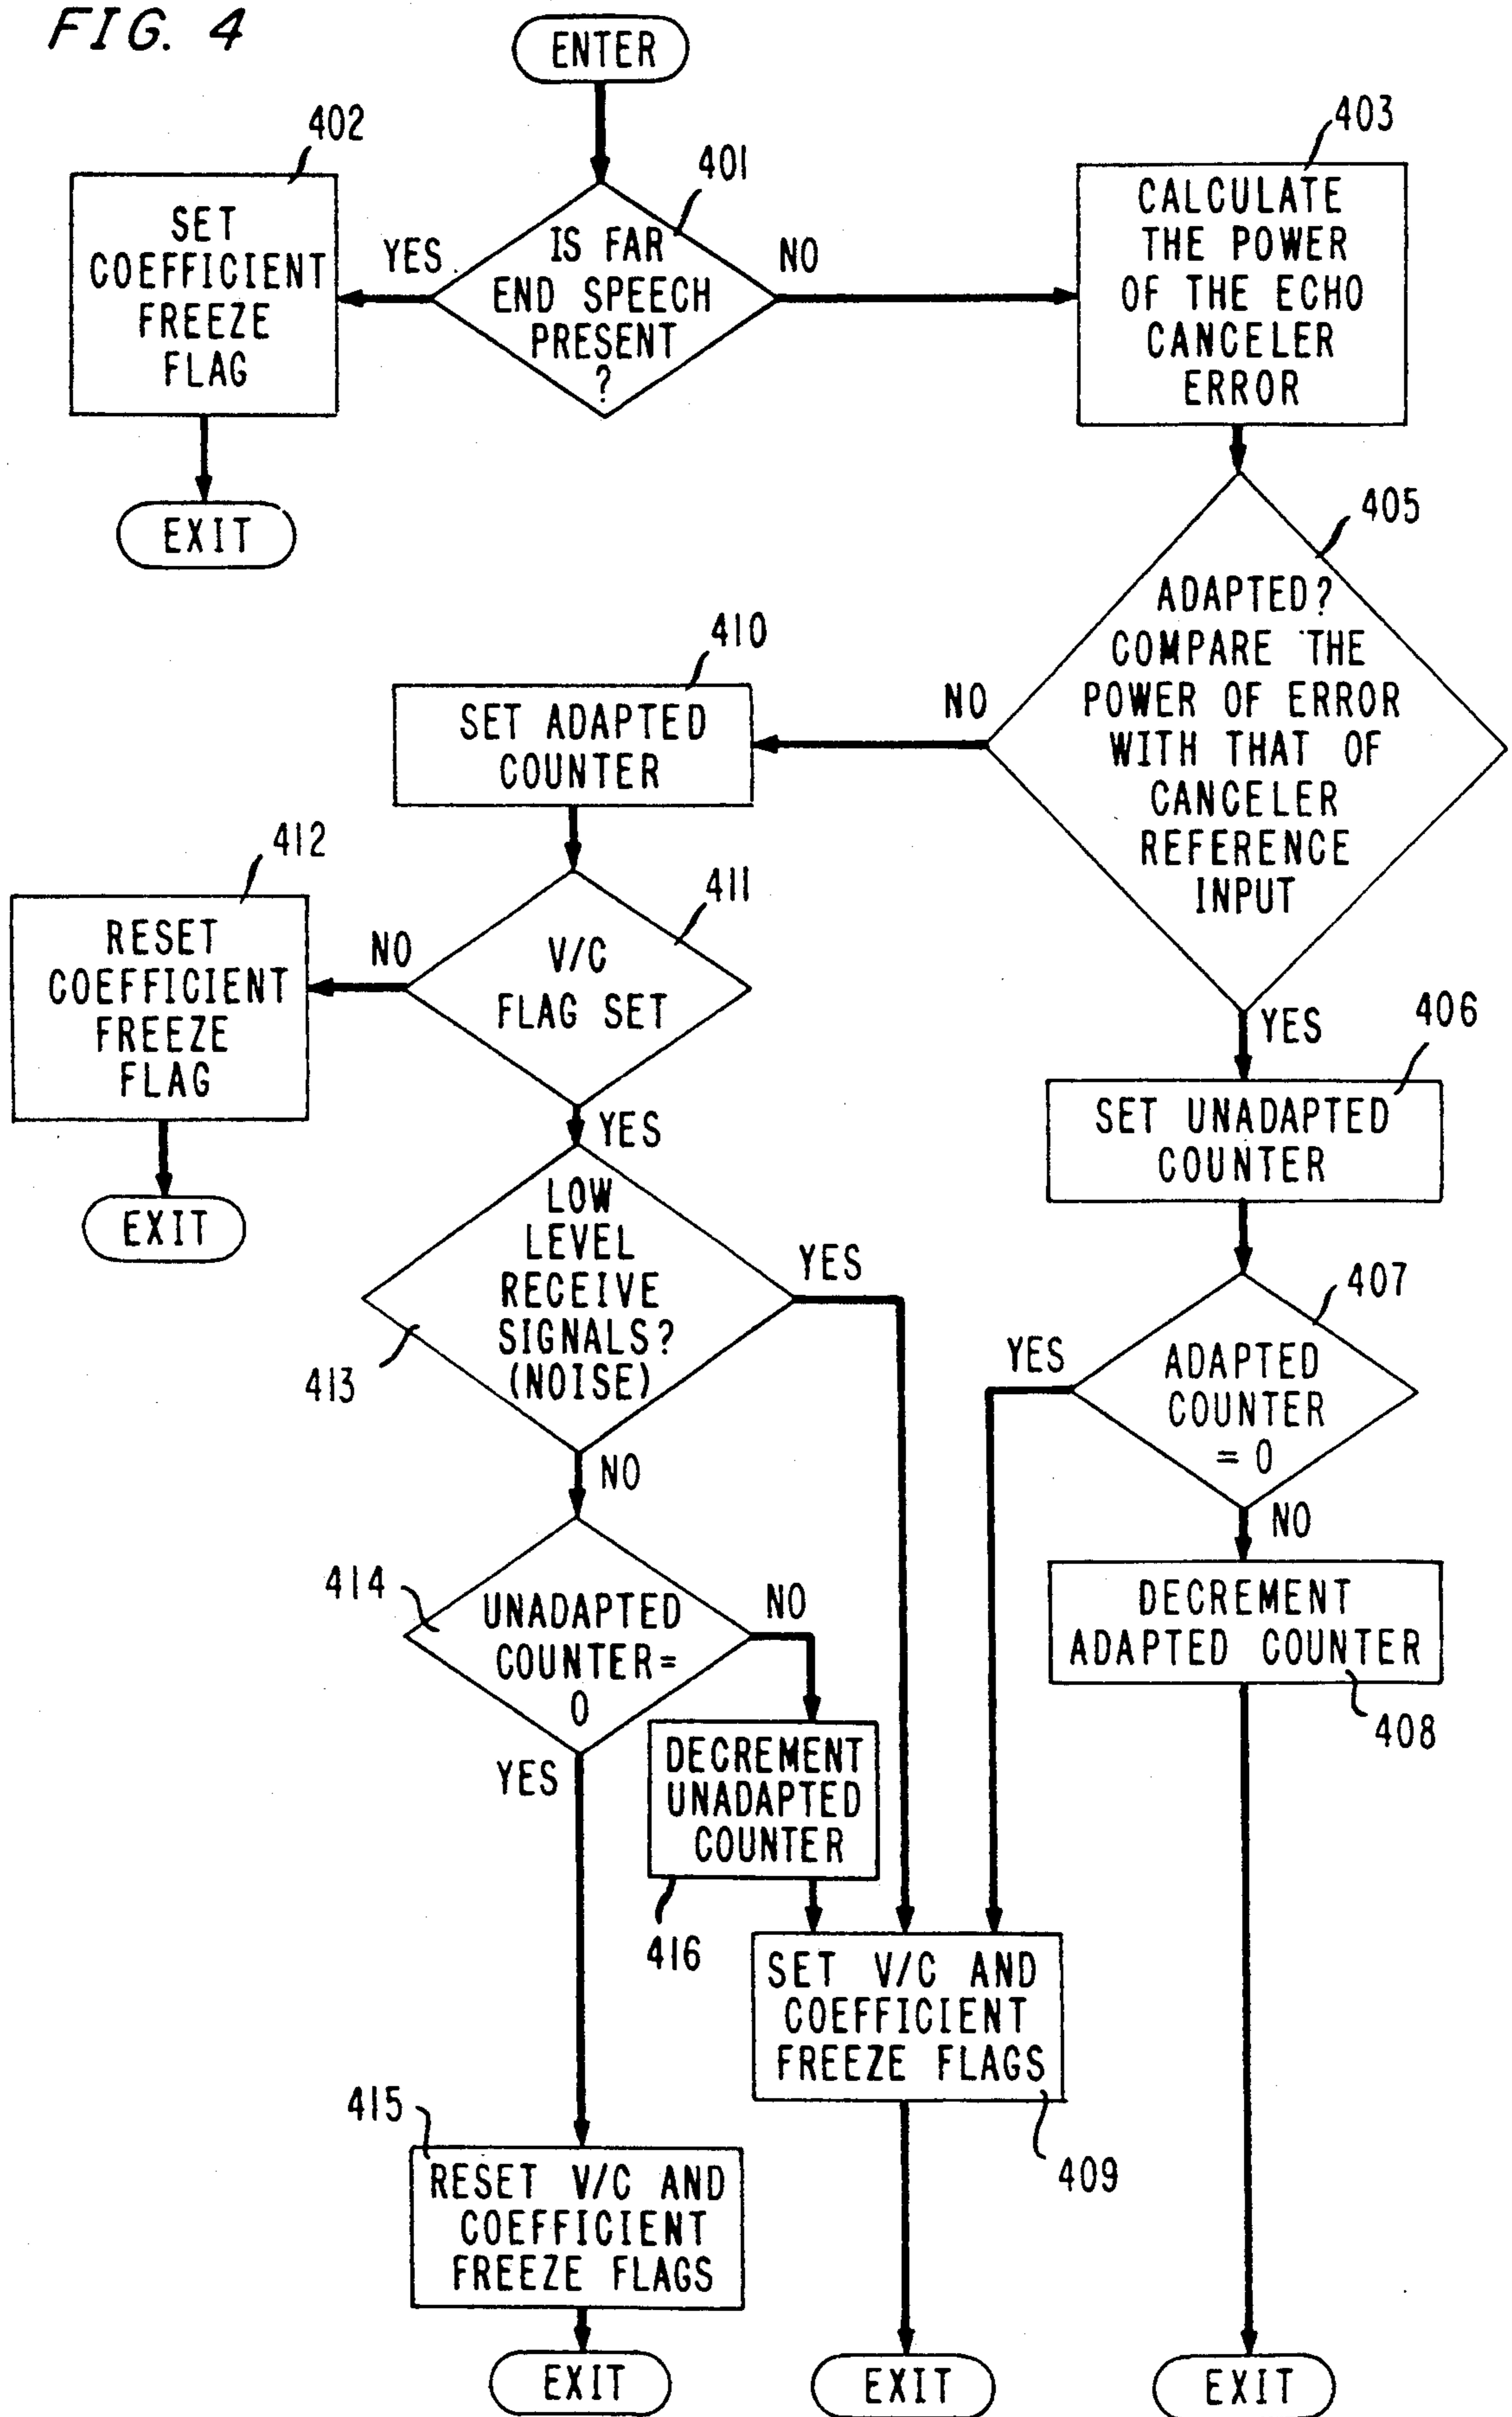 FIG. 4
ENTER
402
401
403
SET
COEFFICIENT
FREEZE
FLAG
YES
IS FAR
END SPEECH
PRESENT
?
NO
CALCULATE
THE POWER
OF THE ECHO
CANCELER
ERROR
EXIT
405
ADAPTED?
COMPARE THE
POWER OF ERROR
WITH THAT OF
CANCELER
REFERENCE
INPUT
NO
410
SET ADAPTED
COUNTER
412
411
RESET
COEFFICIENT
FREEZE
FLAG
NO
V/C
FLAG SET
YES
406
SET UNADAPTED
COUNTER
EXIT
YES
LOW
LEVEL
RECEIVE
SIGNALS?
(NOISE)
YES
413
407
YES
ADAPTED
COUNTER
= 0
NO
NO
414
UNADAPTED
COUNTER=
0
NO
DECREMENT
ADAPTED COUNTER
408
YES
DECREMENT
UNADAPTED
COUNTER
416
SET V/C AND
COEFFICIENT
FREEZE FLAGS
409
415
RESET V/C AND
COEFFICIENT
FREEZE FLAGS
EXIT
EXIT
EXIT